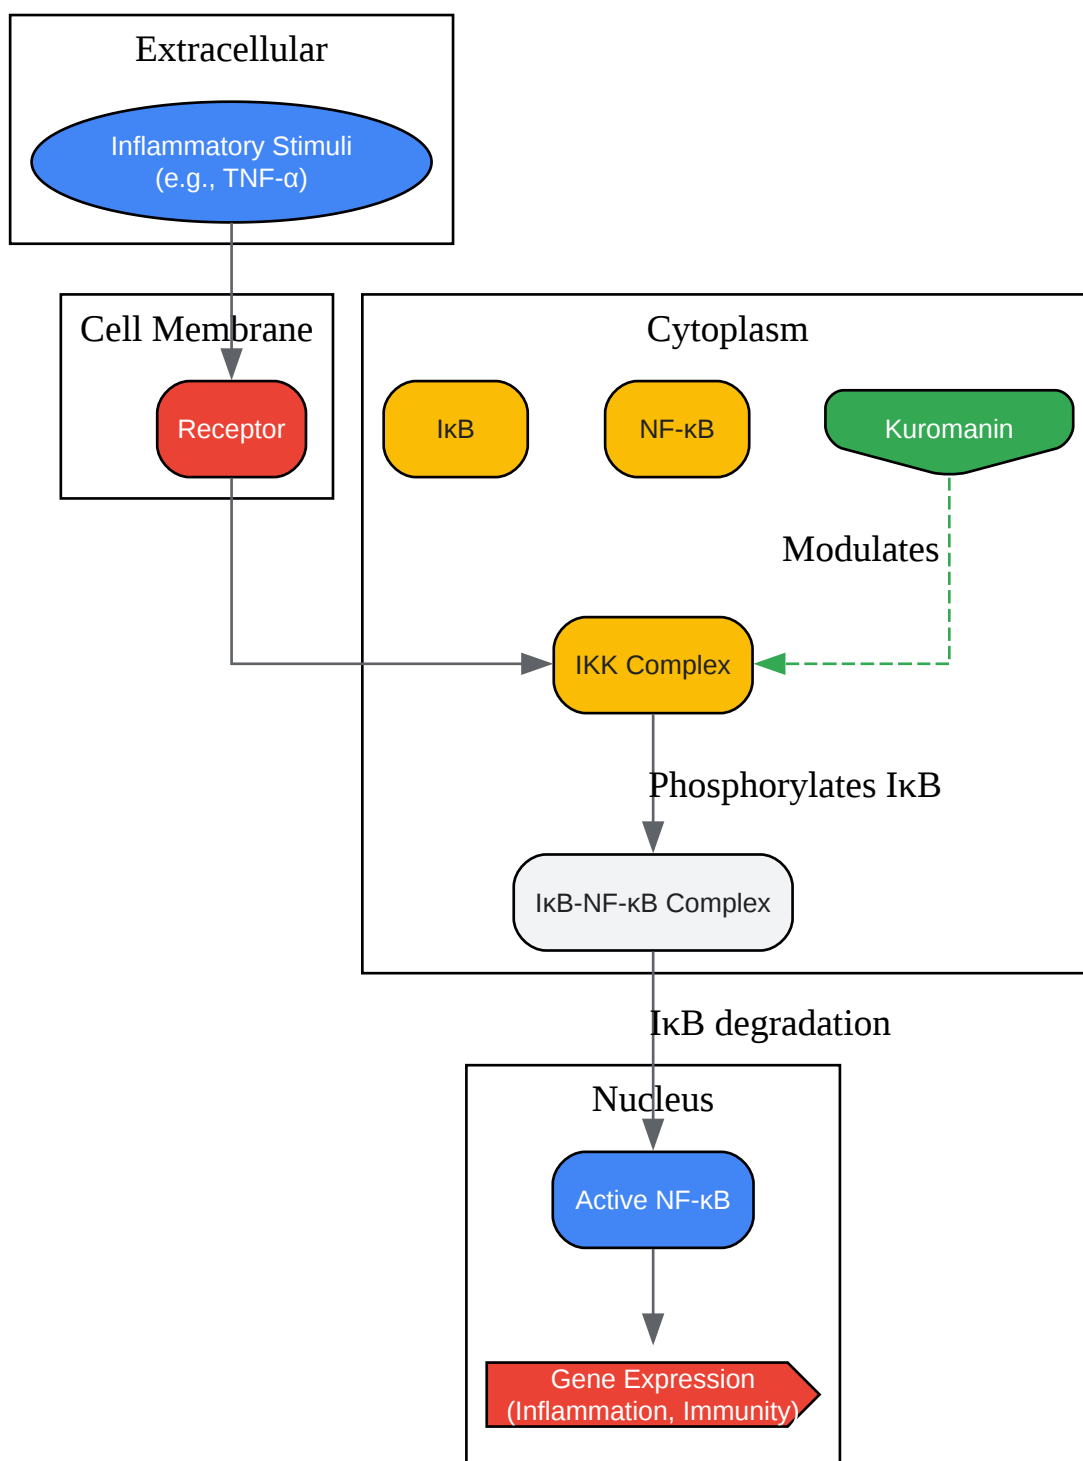 Extracellular
Inflammatory Stimuli
(e.g., TNF-α)
Cell Membrane
Receptor
Cytoplasm
IκB
NF-κB
Kuromanin
Modulates
IKK Complex
Phosphorylates IκB
IκB-NF-κB Complex
IκB degradation
Nucleus
Active NF-κB
Gene Expression
(Inflammation, Immunity)